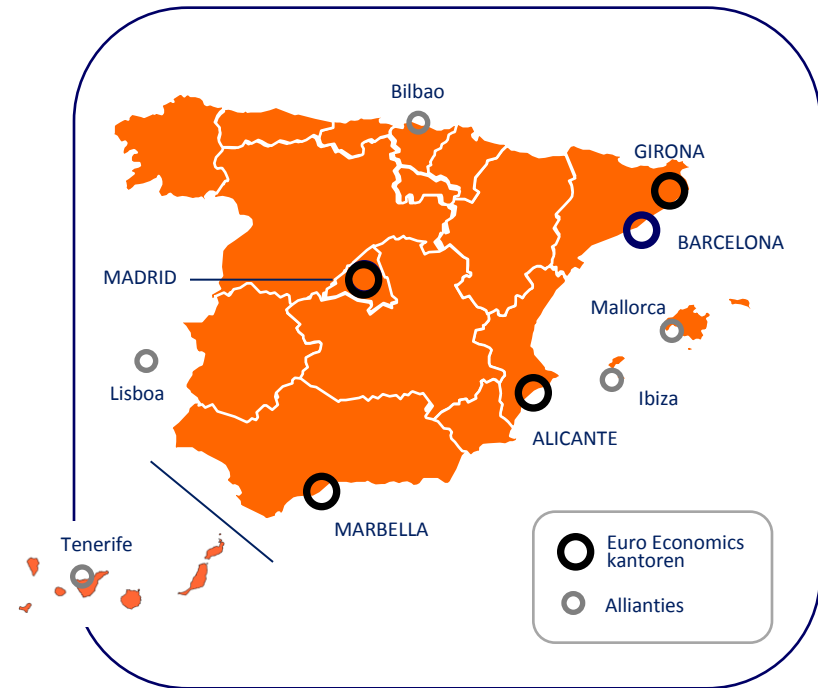 Bilbao
GIRONA
BARCELONA
MADRID
Mallorca
Lisboa
Ibiza
ALICANTE
MARBELLA
Tenerife
Euro Economics
kantoren
Allianties